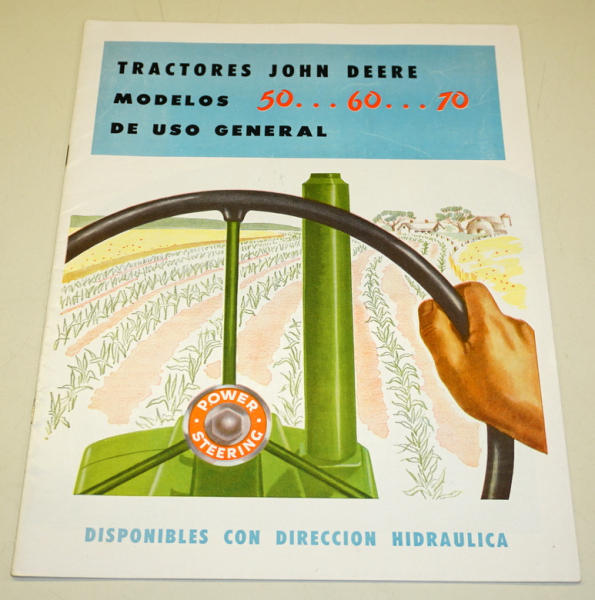 TRACTORES JOHN DEERE
MODELOS 50...60...70
DE USO GENERAL
POWER
STEERING
DISPONIBLES CON DIRECCION HIDRAULICA